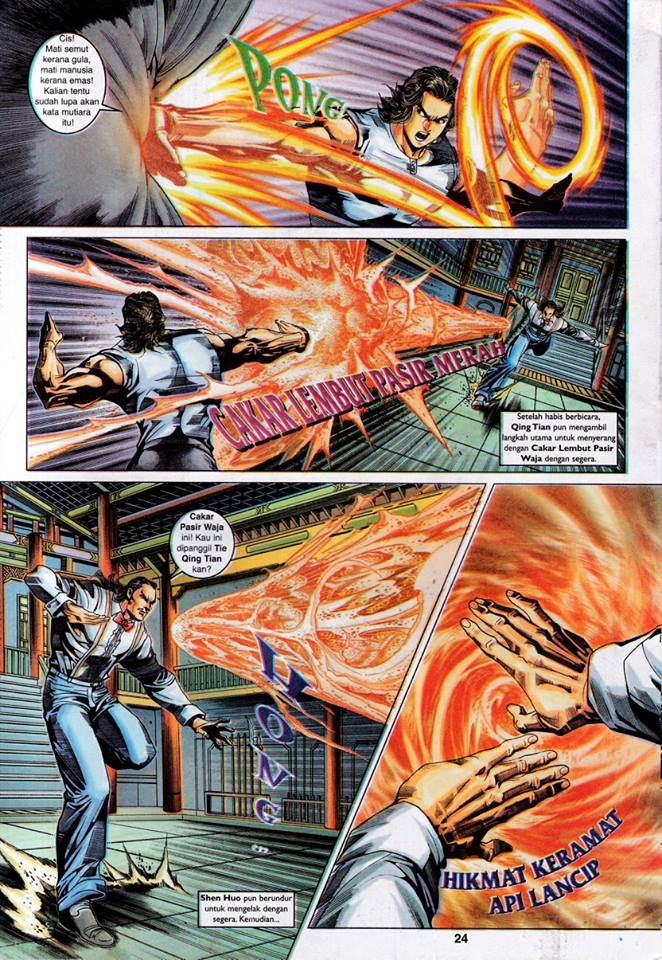 Cis!
Mati semut
kerana gula,
mati manusia
kerana emas!
Kalian tentu
sudah lupa akan
kata mutiara
itu!
PONG!
CAKAR LEMBUT PASIR MERAH
Setelah habis berbicara,
Qing Tian pun mengambil
langkah utama untuk menyerang
dengan Cakar Lembut Pasir
Waja dengan segera.
Cakar
Pasir Waja
ini! Kau ini
dipanggil Tie
Qing Tian
kan?
HONG
Shen Huo pun berundur
untuk mengelak dengan
segera. Kemudian...
HIKMAT KERAMAT
API LANCIP
24